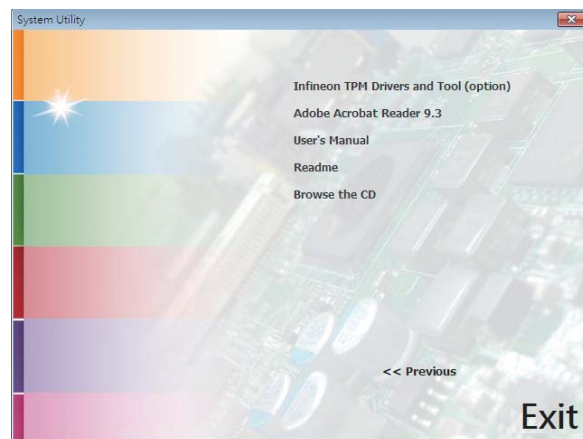 System Utility
Infineon TPM Drivers and Tool (option)
Adobe Acrobat Reader 9.3
User's Manual
Readme
Browse the CD
<< Previous
Exit